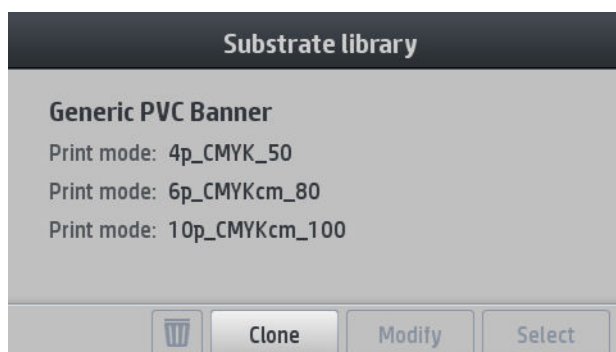 Substrate library
Generic PVC Banner
Print mode: 4p_CMYK_50
Print mode: 6p_CMYKcm_80
Print mode: 10p_CMYKcm_100
Clone Modify Select